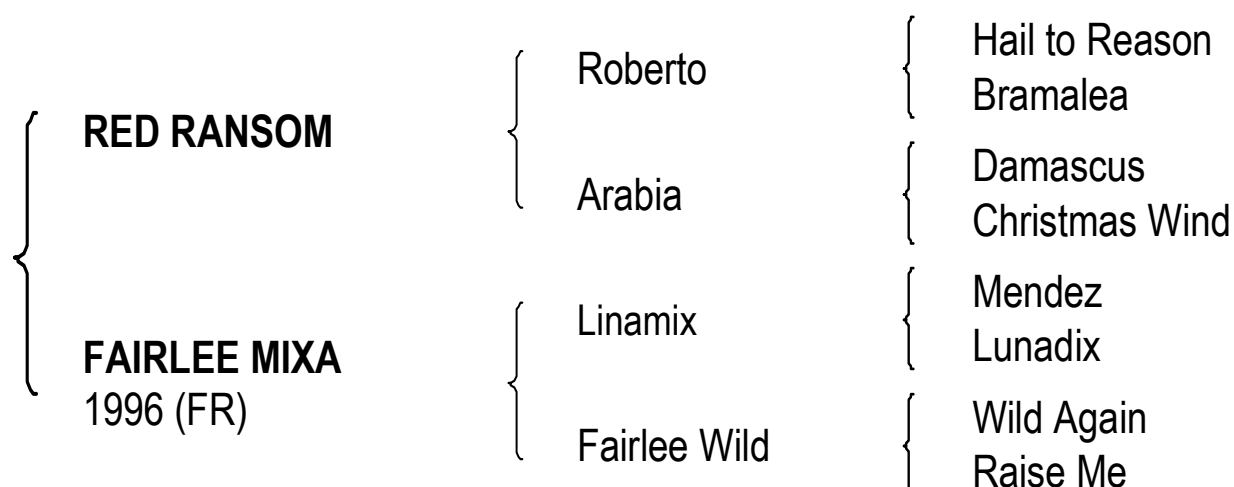 RED RANSOM
FAIRLEE MIXA
1996 (FR)
Roberto
Arabia
Linamix
Fairlee Wild
Hail to Reason
Bramalea
Damascus
Christmas Wind
Mendez
Lunadix
Wild Again
Raise Me